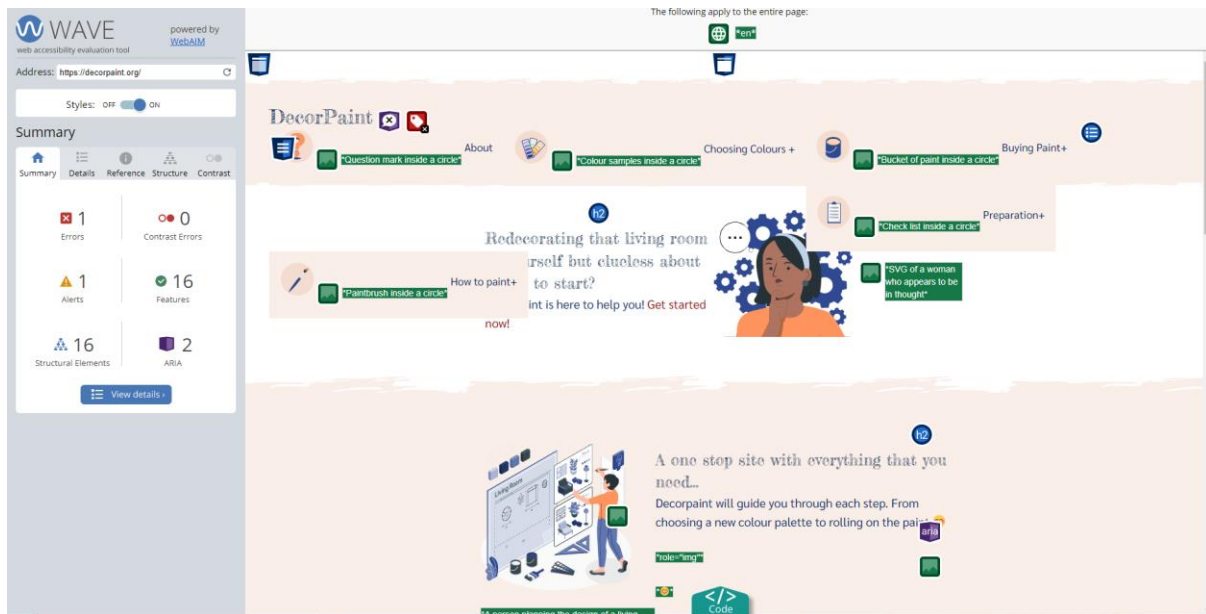 WAVE
web accessibility evaluation tool
powered by
WebAIM
Address: https://decorpaint.org/
Styles: OFF ON
Summary
Summary Details Reference Structure Contrast
1
Errors
0
Contrast Errors
1
Alerts
16
Features
16
Structural Elements
2
ARIA
View details ›
The following apply to the entire page:
*en*
DecorPaint
*Question mark inside a circle*
About
*Colour samples inside a circle*
Choosing Colours +
*Bucket of paint inside a circle*
Buying Paint+
*Check list inside a circle*
Preparation+
*Paintbrush inside a circle*
How to paint+
h2
Redecorating that living room
urself but clueless about
to start?
int is here to help you! Get started
now!
*SVG of a woman
who appears to be
in thought*
h2
A one stop site with everything that you
need...
Decorpaint will guide you through each step. From
choosing a new colour palette to rolling on the
aria
*role="img"*
Living Room
</>
Code